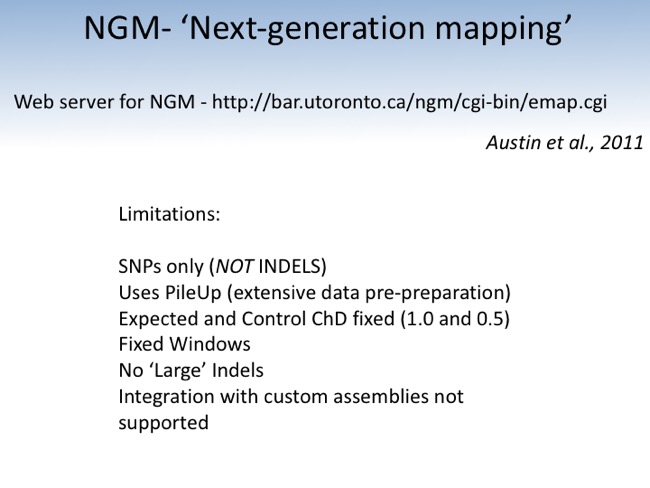 NGM- ‘Next-generation mapping’
Web server for NGM - http://bar.utoronto.ca/ngm/cgi-bin/emap.cgi
Austin et al., 2011
Limitations:
SNPs only (NOT INDELS)
Uses PileUp (extensive data pre-preparation)
Expected and Control ChD fixed (1.0 and 0.5)
Fixed Windows
No ‘Large’ Indels
Integration with custom assemblies not
supported